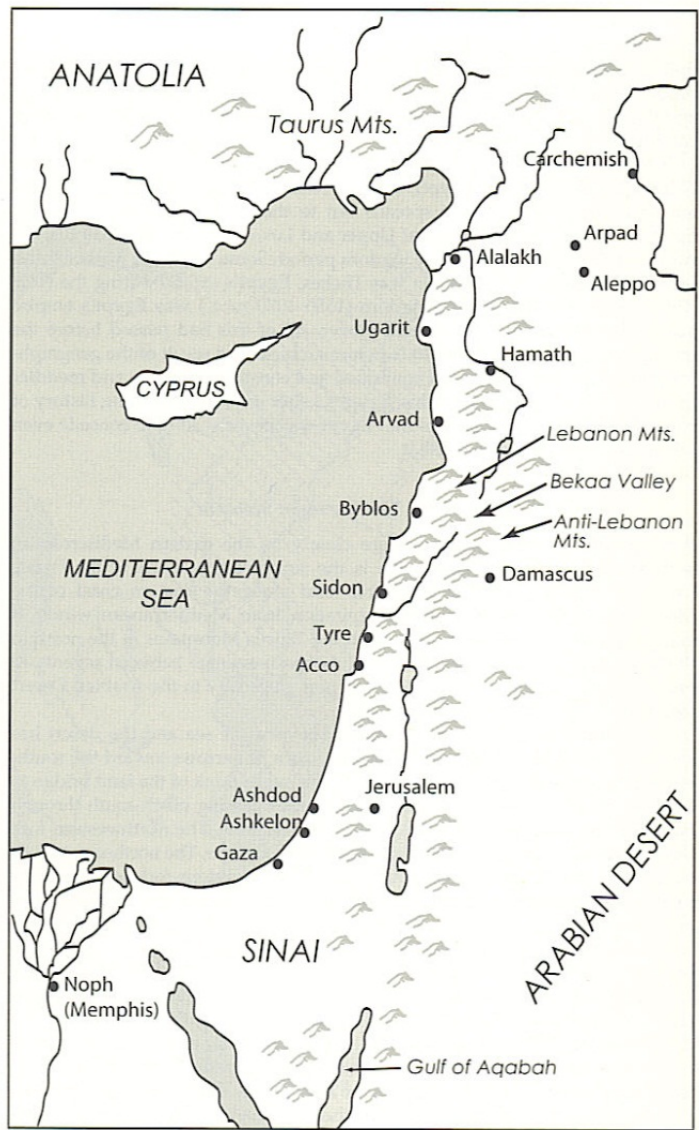 ANATOLIA
Taurus Mts.
Carchemish
Arpad
Alalakh
Aleppo
Ugarit
Hamath
CYPRUS
Arvad
Lebanon Mts.
Bekaa Valley
Byblos
Anti-Lebanon
Mts.
MEDITERRANEAN
SEA
Damascus
Sidon
Tyre
Acco
Jerusalem
Ashdod
Ashkelon
Gaza
ARABIAN DESERT
SINAI
Noph
(Memphis)
Gulf of Aqabah